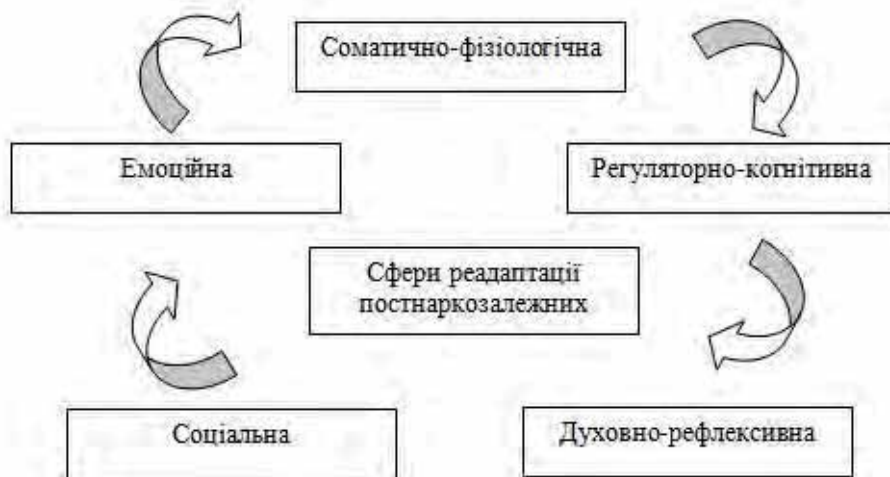 Соматично-фізіологічна
Емоційна
Регуляторно-когнітивна
Сфери реадаптації
постнаркозалежних
Соціальна
Духовно-рефлексивна